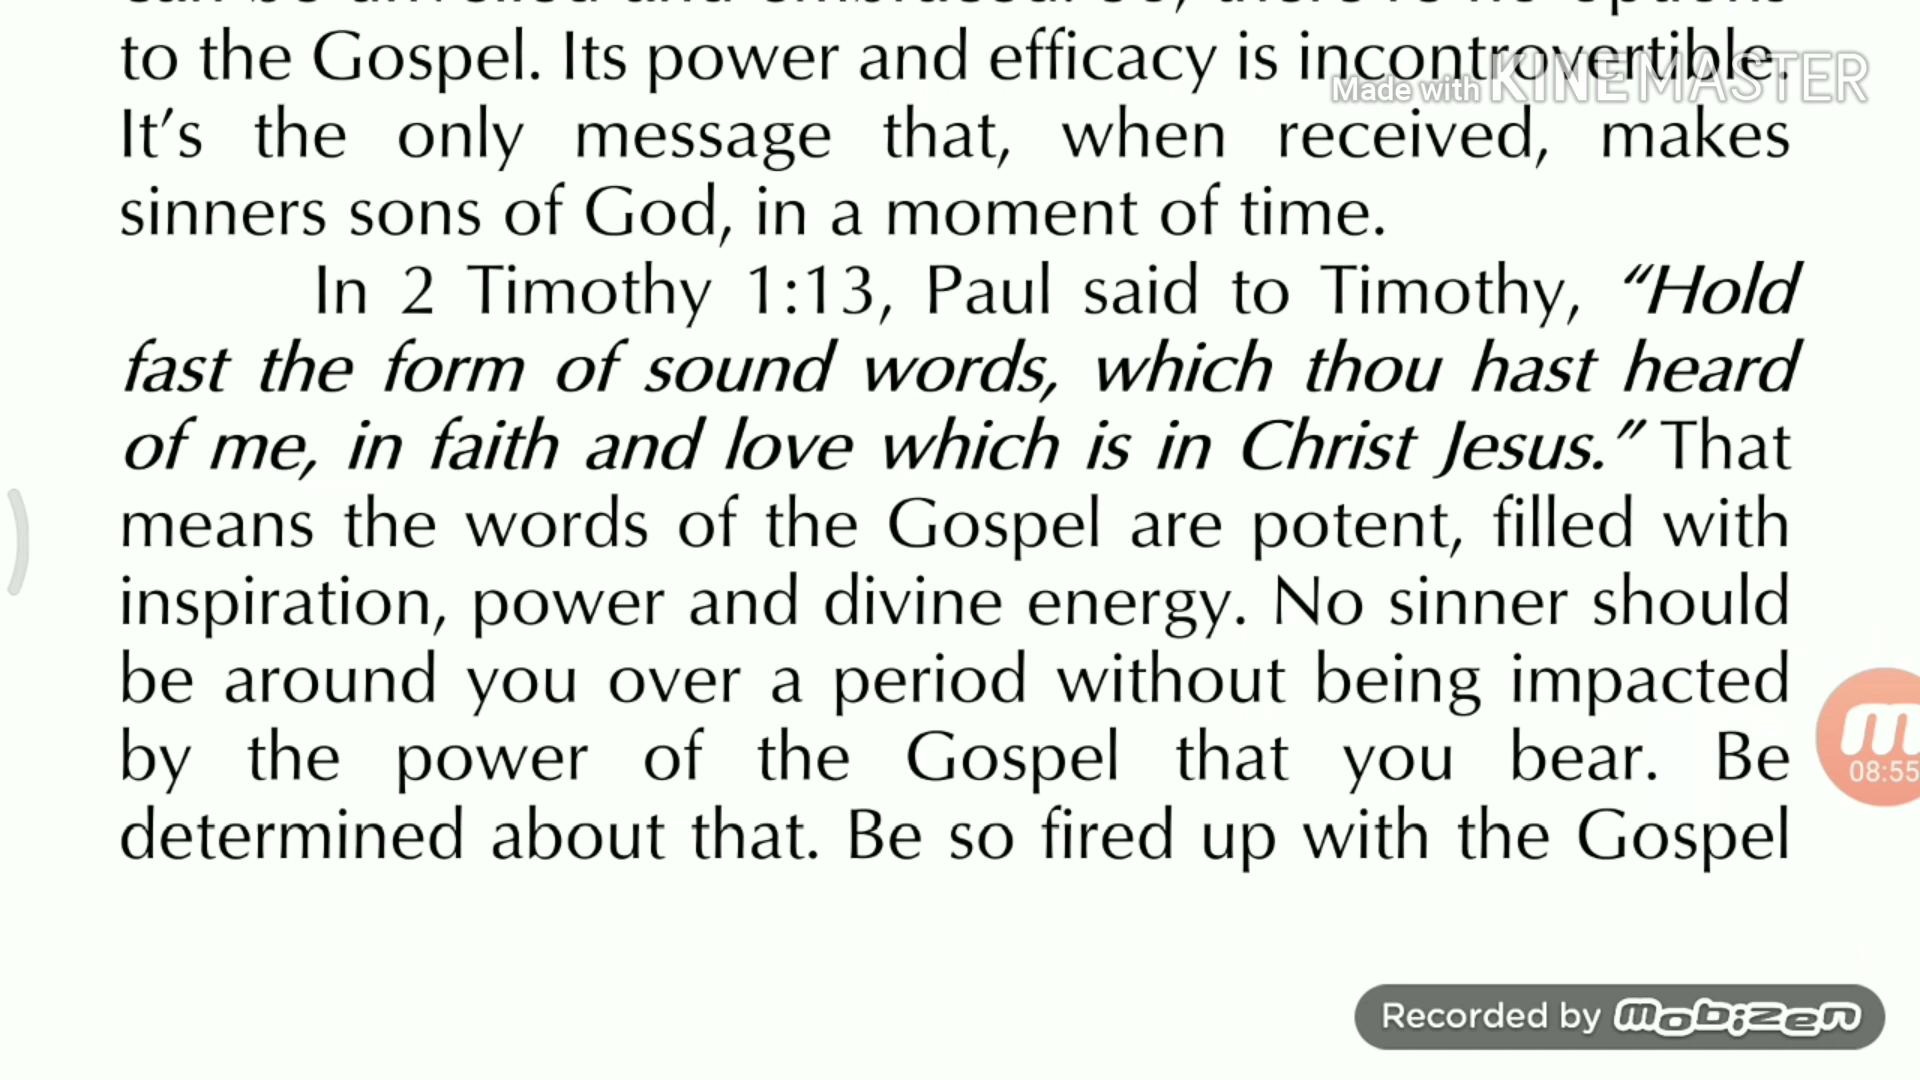 to the Gospel. Its power and efficacy is incontrovertible.
Made with KINEMASTER
It’s the only message that, when received, makes
sinners sons of God, in a moment of time.
In 2 Timothy 1:13, Paul said to Timothy, “Hold
fast the form of sound words, which thou hast heard
of me, in faith and love which is in Christ Jesus.” That
means the words of the Gospel are potent, filled with
inspiration, power and divine energy. No sinner should
be around you over a period without being impacted
by the power of the Gospel that you bear. Be
determined about that. Be so fired up with the Gospel
m
08:55
Recorded by mobizen